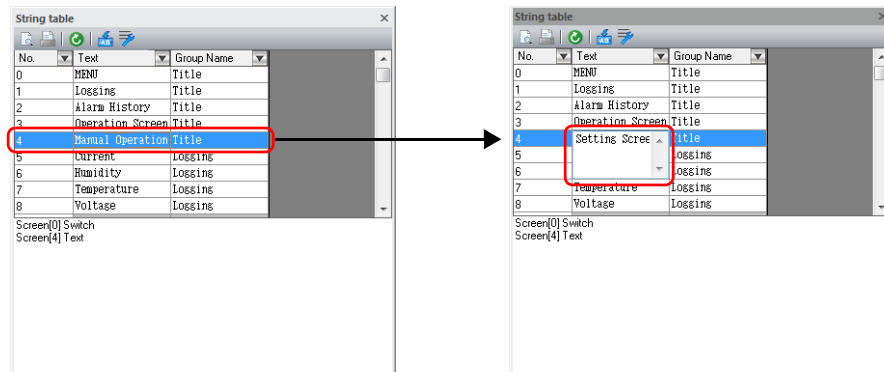 String table
No. Text Group Name
0 MENU Title
1 Logging Title
2 Alarm History Title
3 Operation Screen Title
4 Manual Operation Title
5 Current Logging
6 Humidity Logging
7 Temperature Logging
8 Voltage Logging
Screen[0] Switch
Screen[4] Text
String table
No. Text Group Name
0 MENU Title
1 Logging Title
2 Alarm History Title
3 Operation Screen Title
4 Setting Scree Title
5 Logging
6 Logging
7 Temperature Logging
8 Voltage Logging
Screen[0] Switch
Screen[4] Text